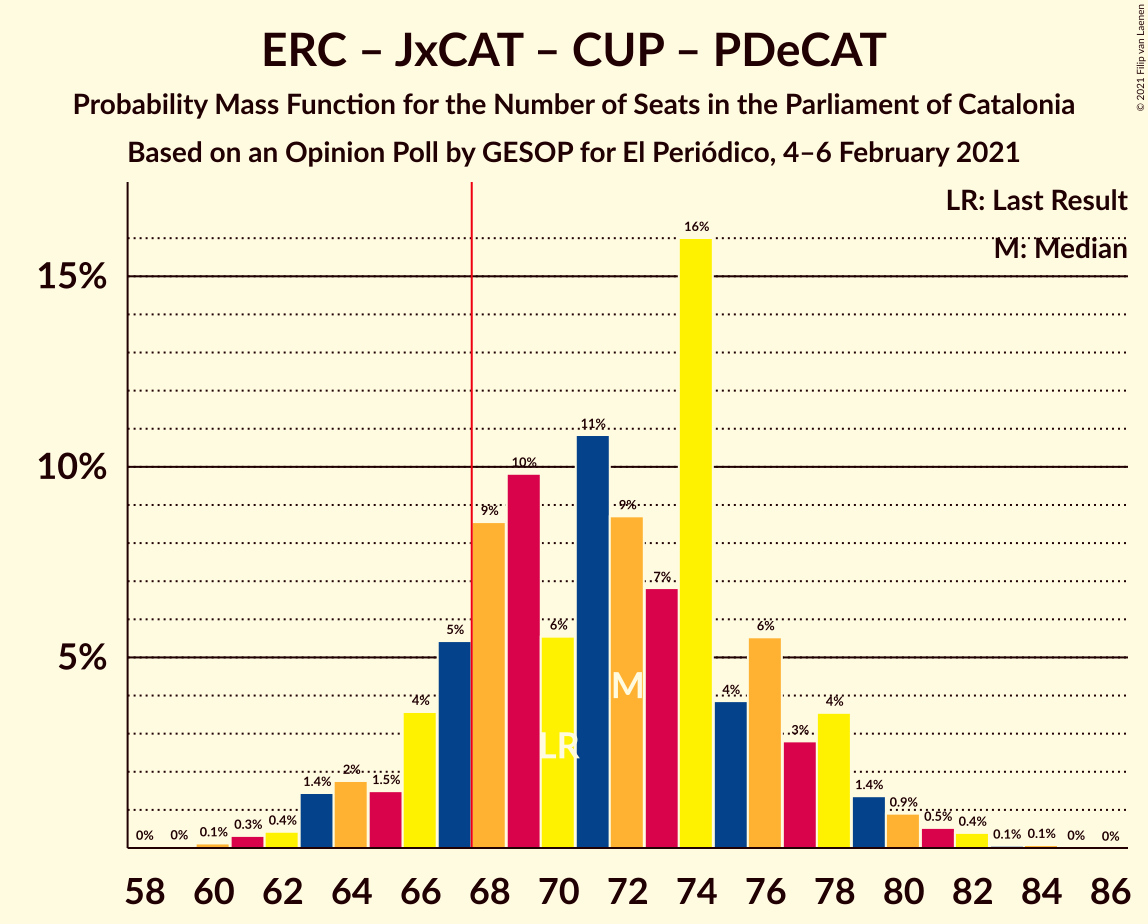 ERC – JxCAT – CUP – PDeCAT
Probability Mass Function for the Number of Seats in the Parliament of Catalonia
Based on an Opinion Poll by GESOP for El Periódico, 4–6 February 2021
© 2021 Filip van Laenen
LR: Last Result
M: Median
15%
10%
5%
0% 0% 0.1% 0.3% 0.4% 1.4% 2% 1.5% 4% 5% 9% 10% 6% 11% 9% 7% 16% 4% 6% 3% 4% 1.4% 0.9% 0.5% 0.4% 0.1% 0.1% 0% 0%
M
LR
58 60 62 64 66 68 70 72 74 76 78 80 82 84 86